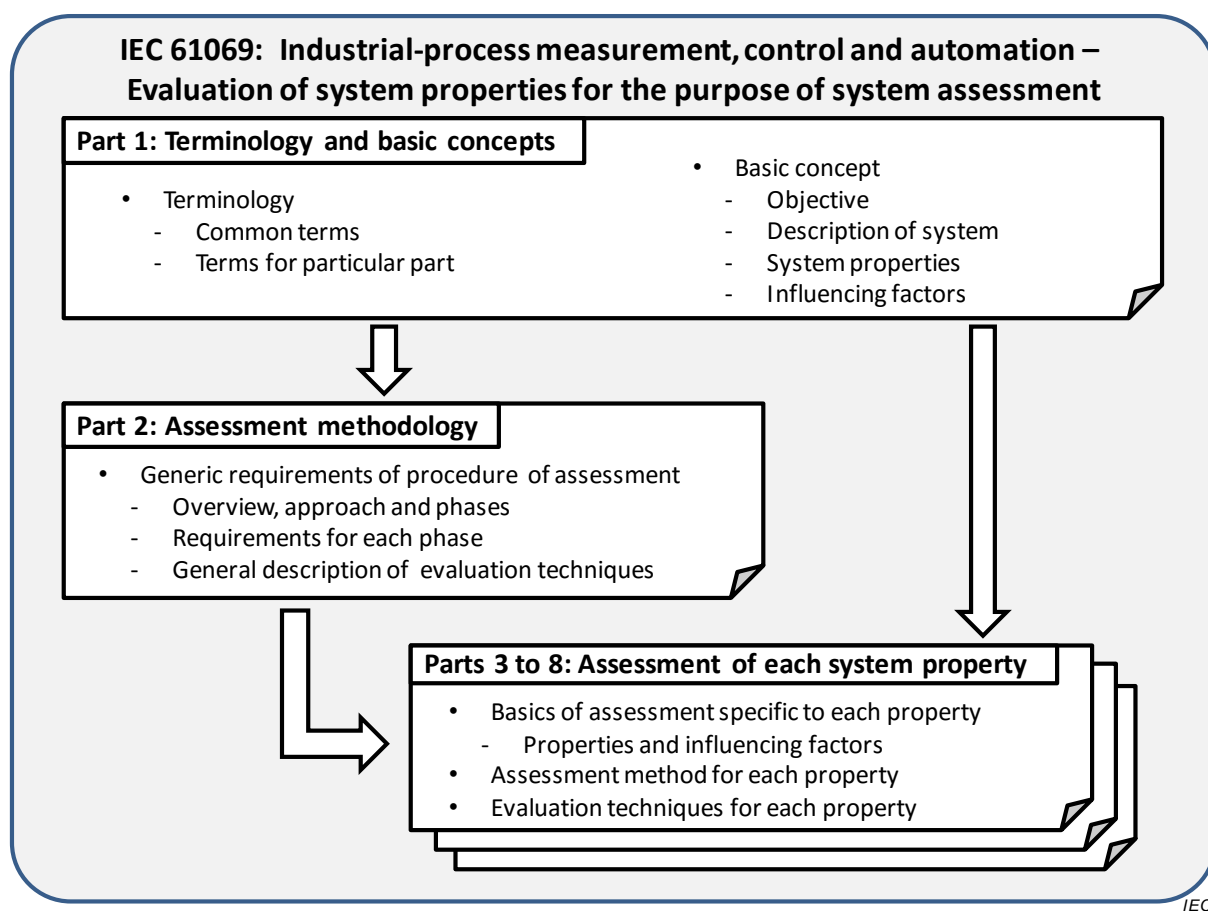 IEC 61069: Industrial-process measurement, control and automation –
Evaluation of system properties for the purpose of system assessment
Part 1: Terminology and basic concepts
• Terminology
- Common terms
- Terms for particular part
• Basic concept
- Objective
- Description of system
- System properties
- Influencing factors
Part 2: Assessment methodology
• Generic requirements of procedure of assessment
- Overview, approach and phases
- Requirements for each phase
- General description of evaluation techniques
Parts 3 to 8: Assessment of each system property
• Basics of assessment specific to each property
- Properties and influencing factors
• Assessment method for each property
• Evaluation techniques for each property
IEC